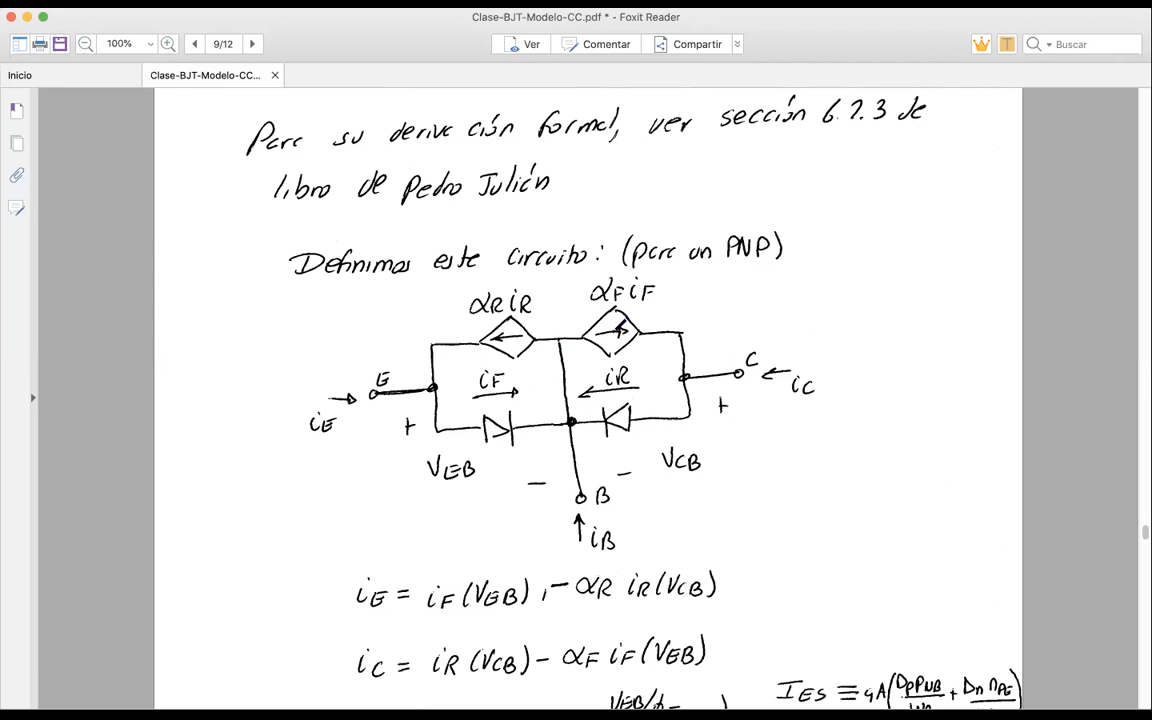 Clase-BJT-Modelo-CC.pdf * - Foxit Reader
100%
9/12
Ver
Comentar
Compartir
Buscar
Inicio
Clase-BJT-Modelo-CC...
Para su derivación formal, ver sección 6.2.3 de
libro de Pedro Julián
Definimos este circuito: (para un PNP)
αR iR
αF iF
E
iF
iR
C
iE
iC
+
+
VEB
VCB
-
-
B
iB
iE = iF (VEB) - αR iR (VCB)
iC = iR (VCB) - αF iF (VEB)
IES ≡ qA